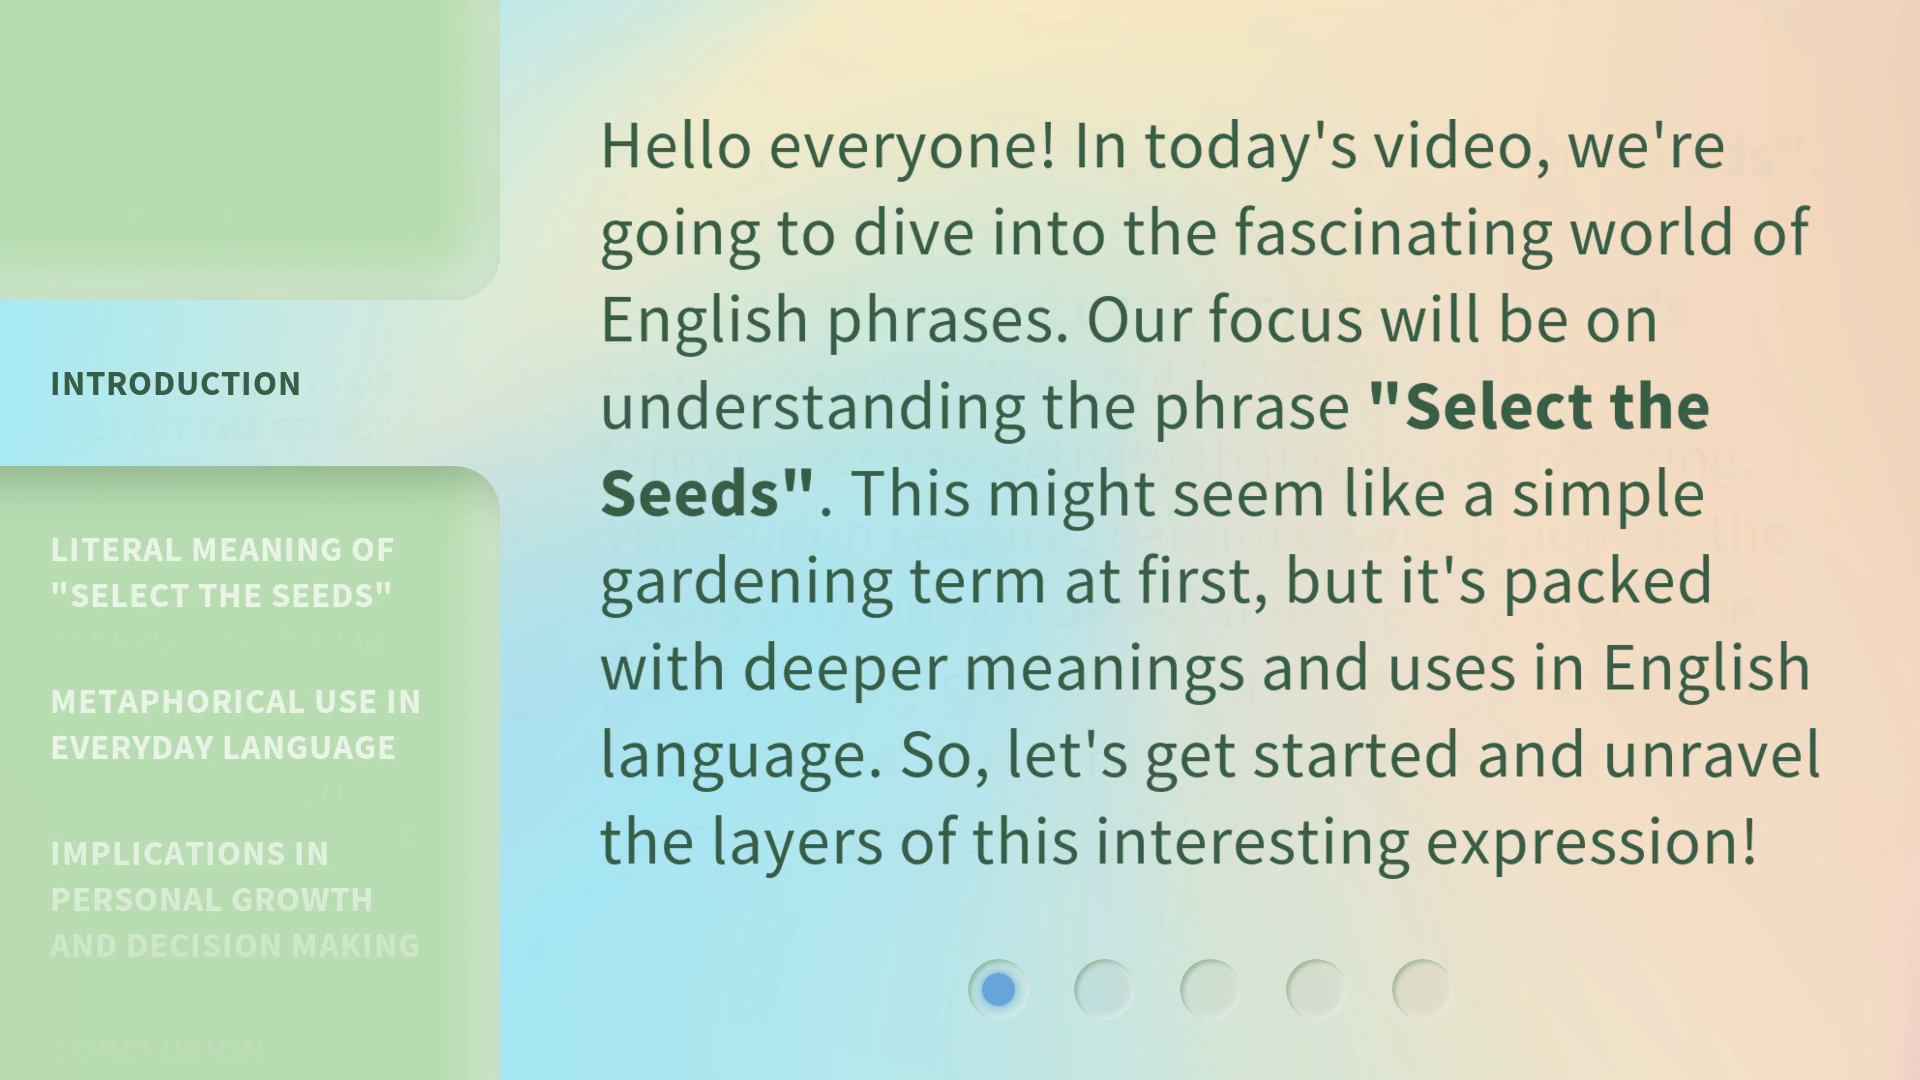 INTRODUCTION
LITERAL MEANING OF
"SELECT THE SEEDS"
METAPHORICAL USE IN
EVERYDAY LANGUAGE
IMPLICATIONS IN
PERSONAL GROWTH
AND DECISION MAKING
CONCLUSION
Hello everyone! In today's video, we're
going to dive into the fascinating world of
English phrases. Our focus will be on
understanding the phrase "Select the
Seeds". This might seem like a simple
gardening term at first, but it's packed
with deeper meanings and uses in English
language. So, let's get started and unravel
the layers of this interesting expression!